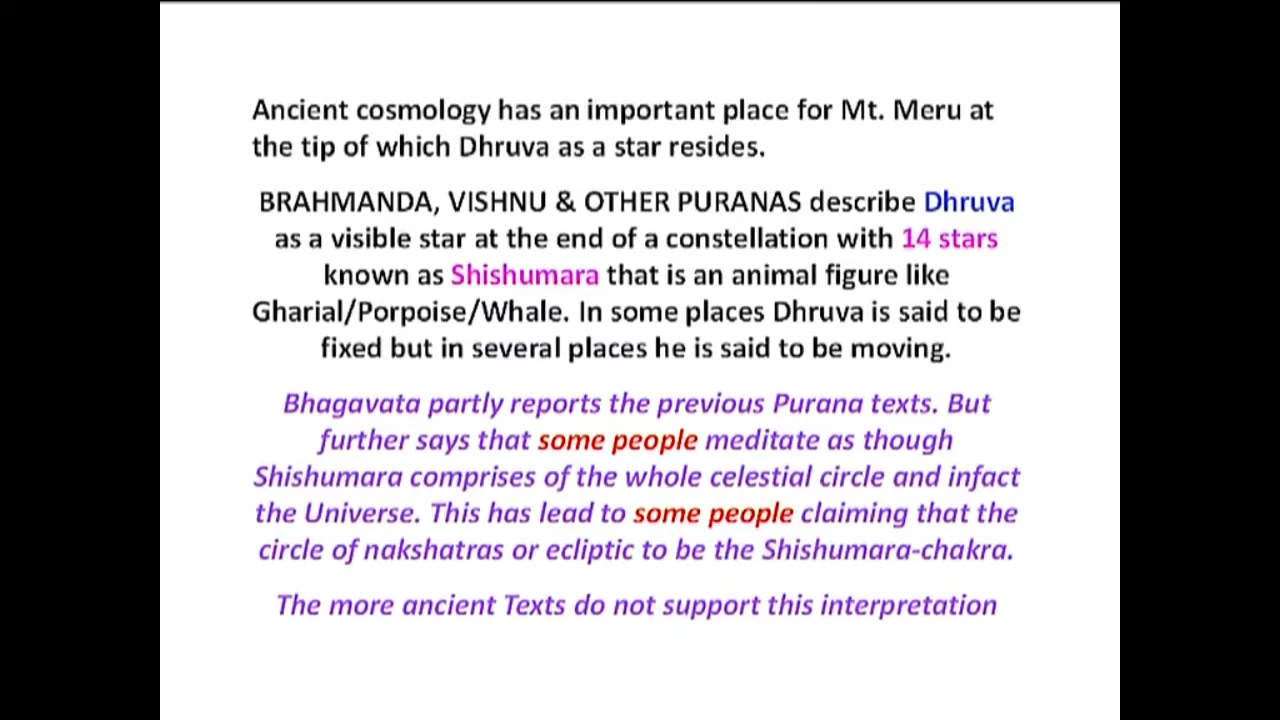 Ancient cosmology has an important place for Mt. Meru at
the tip of which Dhruva as a star resides.
BRAHMANDA, VISHNU & OTHER PURANAS describe Dhruva
as a visible star at the end of a constellation with 14 stars
known as Shishumara that is an animal figure like
Gharial/Porpoise/Whale. In some places Dhruva is said to be
fixed but in several places he is said to be moving.
Bhagavata partly reports the previous Purana texts. But
further says that some people meditate as though
Shishumara comprises of the whole celestial circle and infact
the Universe. This has lead to some people claiming that the
circle of nakshatras or ecliptic to be the Shishumara-chakra.
The more ancient Texts do not support this interpretation